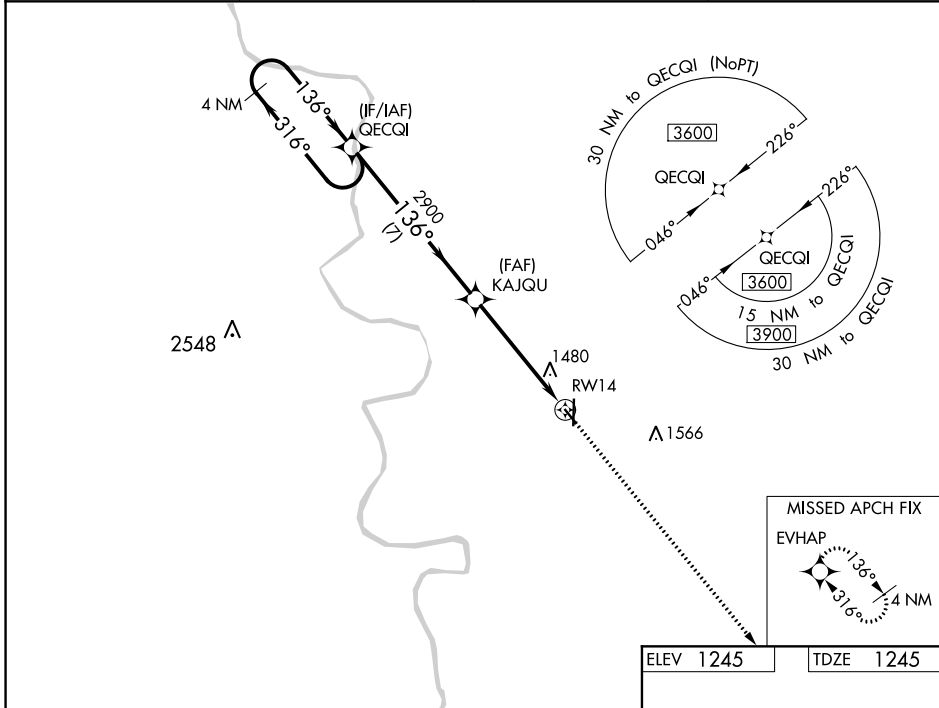 4 NM
136°
316°
(IF/IAF)
QECQI
2900
136°
(7)
(FAF)
KAJQU
2548
1480
RW14
1566
30 NM to QECQI (NoPT)
3600
226°
QECQI
046°
226°
QECQI
046°
3600
15 NM to QECQI
3900
30 NM to QECQI
MISSED APCH FIX
EVHAP
136°
316°
4 NM
ELEV 1245
TDZE 1245